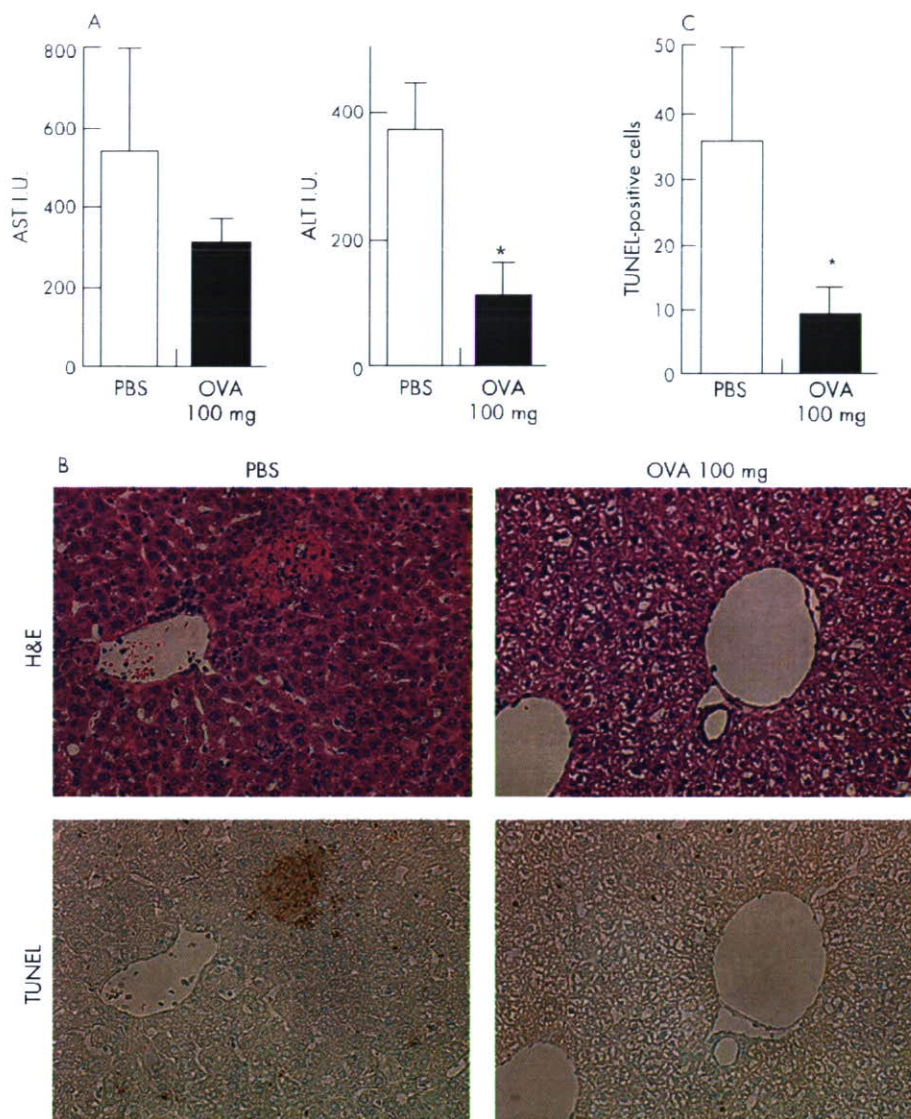 A
AST I.U.
800
600
400
200
0
PBS
OVA
100 mg
ALT I.U.
400
200
0
PBS
OVA
100 mg
*
C
TUNEL-positive cells
50
40
30
20
10
0
PBS
OVA
100 mg
*
B
PBS
OVA 100 mg
H&E
TUNEL